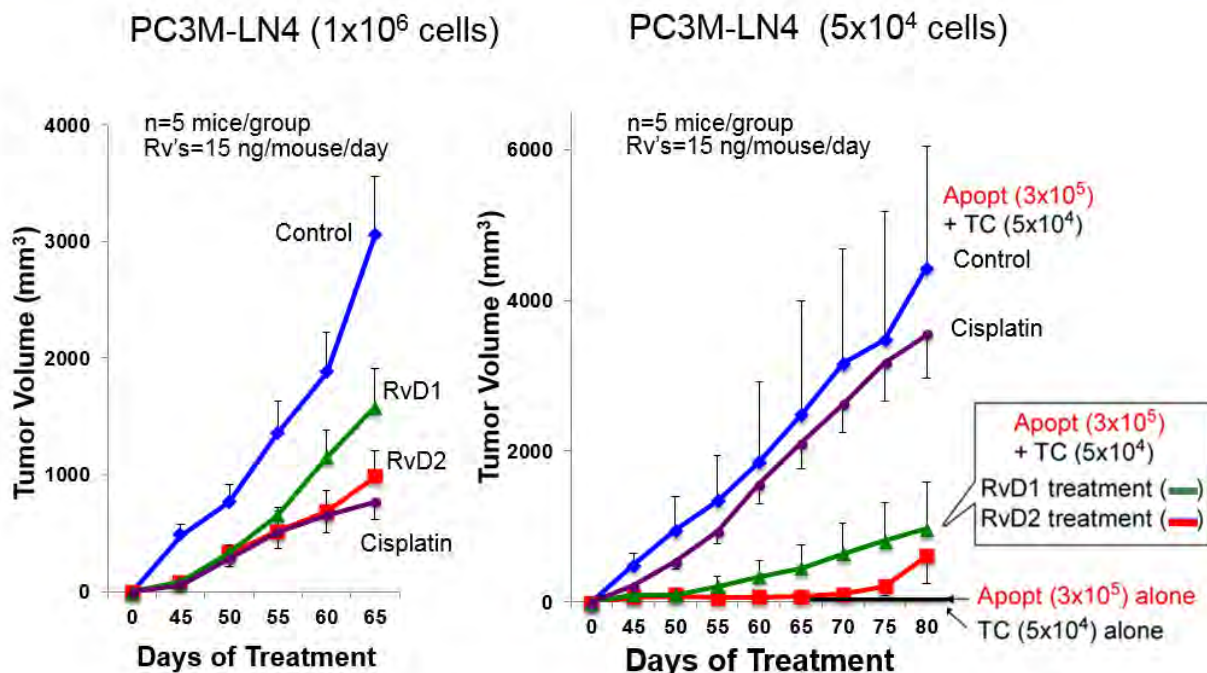 PC3M-LN4 (1x10⁶ cells)
n=5 mice/group
Rv's=15 ng/mouse/day
Tumor Volume (mm³)
4000
3000
2000
1000
0
Control
RvD1
RvD2
Cisplatin
0 45 50 55 60 65
Days of Treatment
PC3M-LN4 (5x10⁴ cells)
n=5 mice/group
Rv's=15 ng/mouse/day
Tumor Volume (mm³)
6000
4000
2000
0
Apopt (3x10⁵)
+ TC (5x10⁴)
Control
Cisplatin
Apopt (3x10⁵)
+ TC (5x10⁴)
RvD1 treatment ( )
RvD2 treatment ( )
Apopt (3x10⁵) alone
TC (5x10⁴) alone
0 45 50 55 60 65 70 75 80
Days of Treatment